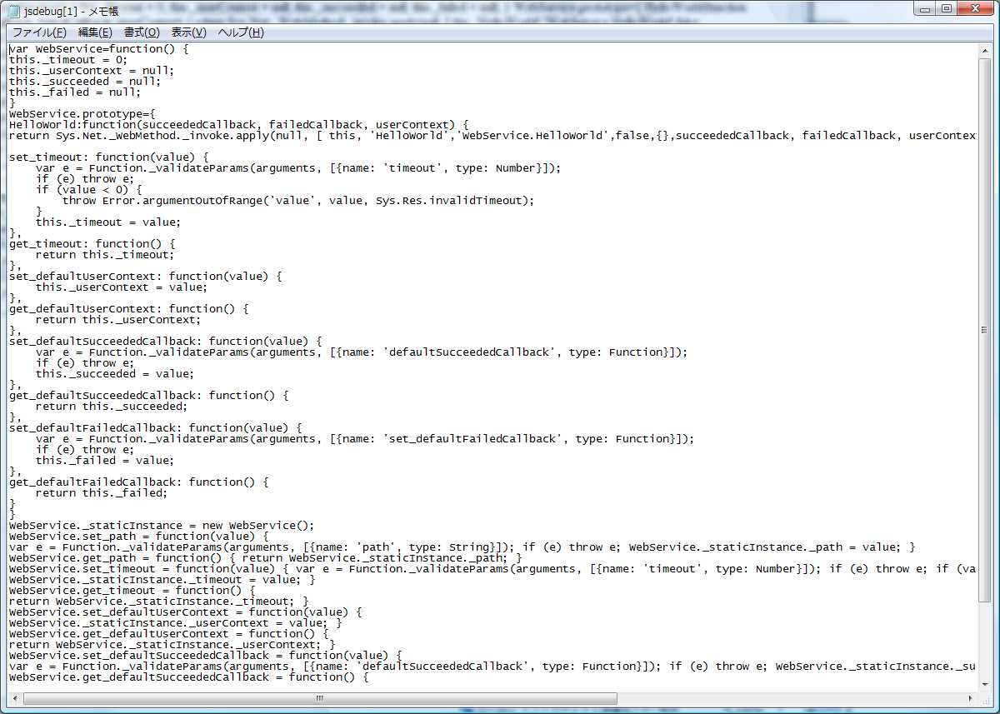 jsdebug[1] - メモ帳
ファイル(F) 編集(E) 書式(O) 表示(V) ヘルプ(H)
var WebService=function() {
this._timeout = 0;
this._userContext = null;
this._succeeded = null;
this._failed = null;
}
WebService.prototype={
HelloWorld:function(succeededCallback, failedCallback, userContext) {
return Sys.Net._WebMethod._invoke.apply(null, [ this, 'HelloWorld','WebService.HelloWorld',false,{},succeededCallback, failedCallback, userContex
set_timeout: function(value) {
    var e = Function._validateParams(arguments, [{name: 'timeout', type: Number}]);
    if (e) throw e;
    if (value < 0) {
        throw Error.argumentOutOfRange('value', value, Sys.Res.invalidTimeout);
    }
    this._timeout = value;
},
get_timeout: function() {
    return this._timeout;
},
set_defaultUserContext: function(value) {
    this._userContext = value;
},
get_defaultUserContext: function() {
    return this._userContext;
},
set_defaultSucceededCallback: function(value) {
    var e = Function._validateParams(arguments, [{name: 'defaultSucceededCallback', type: Function}]);
    if (e) throw e;
    this._succeeded = value;
},
get_defaultSucceededCallback: function() {
    return this._succeeded;
},
set_defaultFailedCallback: function(value) {
    var e = Function._validateParams(arguments, [{name: 'set_defaultFailedCallback', type: Function}]);
    if (e) throw e;
    this._failed = value;
},
get_defaultFailedCallback: function() {
    return this._failed;
}
}
WebService._staticInstance = new WebService();
WebService.set_path = function(value) {
var e = Function._validateParams(arguments, [{name: 'path', type: String}]); if (e) throw e; WebService._staticInstance._path = value; }
WebService.get_path = function() { return WebService._staticInstance._path; }
WebService.set_timeout = function(value) { var e = Function._validateParams(arguments, [{name: 'timeout', type: Number}]); if (e) throw e; if (va
WebService._staticInstance._timeout = value; }
WebService.get_timeout = function() {
return WebService._staticInstance._timeout; }
WebService.set_defaultUserContext = function(value) {
WebService._staticInstance._userContext = value; }
WebService.get_defaultUserContext = function() {
return WebService._staticInstance._userContext; }
WebService.set_defaultSucceededCallback = function(value) {
var e = Function._validateParams(arguments, [{name: 'defaultSucceededCallback', type: Function}]); if (e) throw e; WebService._staticInstance._su
WebService.get_defaultSucceededCallback = function() {